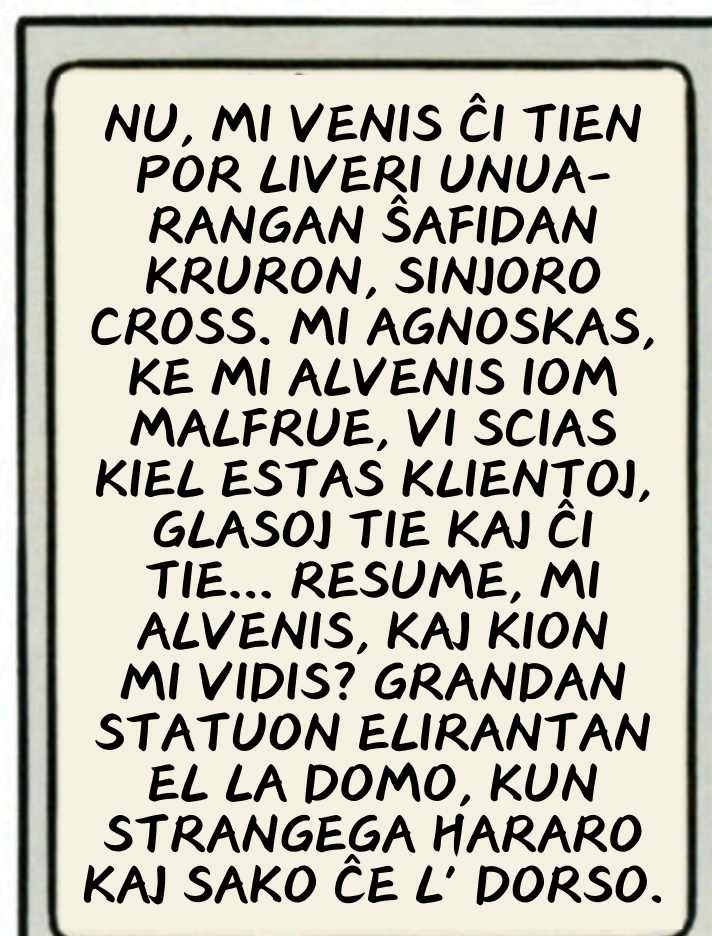 NU, MI VENIS ĈI TIEN
POR LIVERI UNUA-
RANGAN ŜAFIDAN
KRURON, SINJORO
CROSS. MI AGNOSKAS,
KE MI ALVENIS IOM
MALFRUE, VI SCIAS
KIEL ESTAS KLIENTOJ,
GLASOJ TIE KAJ ĈI
TIE... RESUME, MI
ALVENIS, KAJ KION
MI VIDIS? GRANDAN
STATUON ELIRANTAN
EL LA DOMO, KUN
STRANGEGA HARARO
KAJ SAKO ĈE L' DORSO.